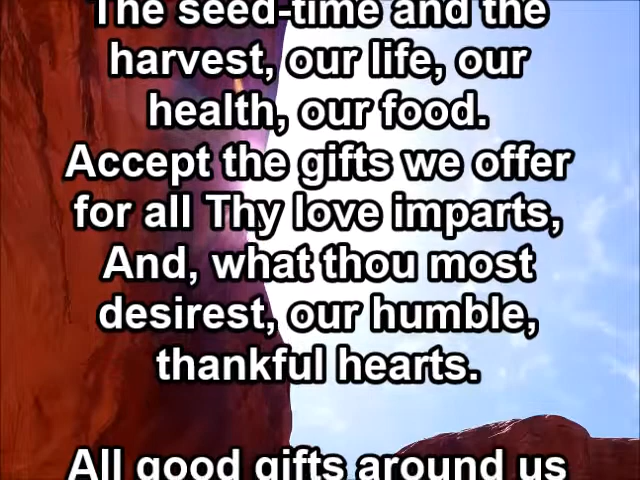 The seed-time and the
harvest, our life, our
health, our food.
Accept the gifts we offer
for all Thy love imparts,
And, what thou most
desirest, our humble,
thankful hearts.
All good gifts around us